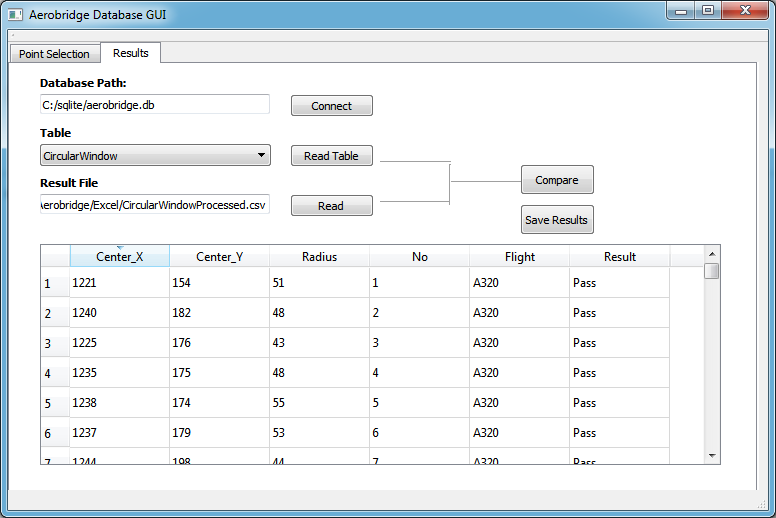 Aerobridge Database GUI
Point Selection Results
Database Path:
C:/sqlite/aerobridge.db Connect
Table
CircularWindow Read Table
Compare
Result File
Aerobridge/Excel/CircularWindowProcessed.csv Read
Save Results
Center_X Center_Y Radius No Flight Result
1 1221 154 51 1 A320 Pass
2 1240 182 48 2 A320 Pass
3 1225 176 43 3 A320 Pass
4 1235 175 48 4 A320 Pass
5 1238 174 55 5 A320 Pass
6 1237 179 53 6 A320 Pass
7 1244 198 44 7 A320 Pass